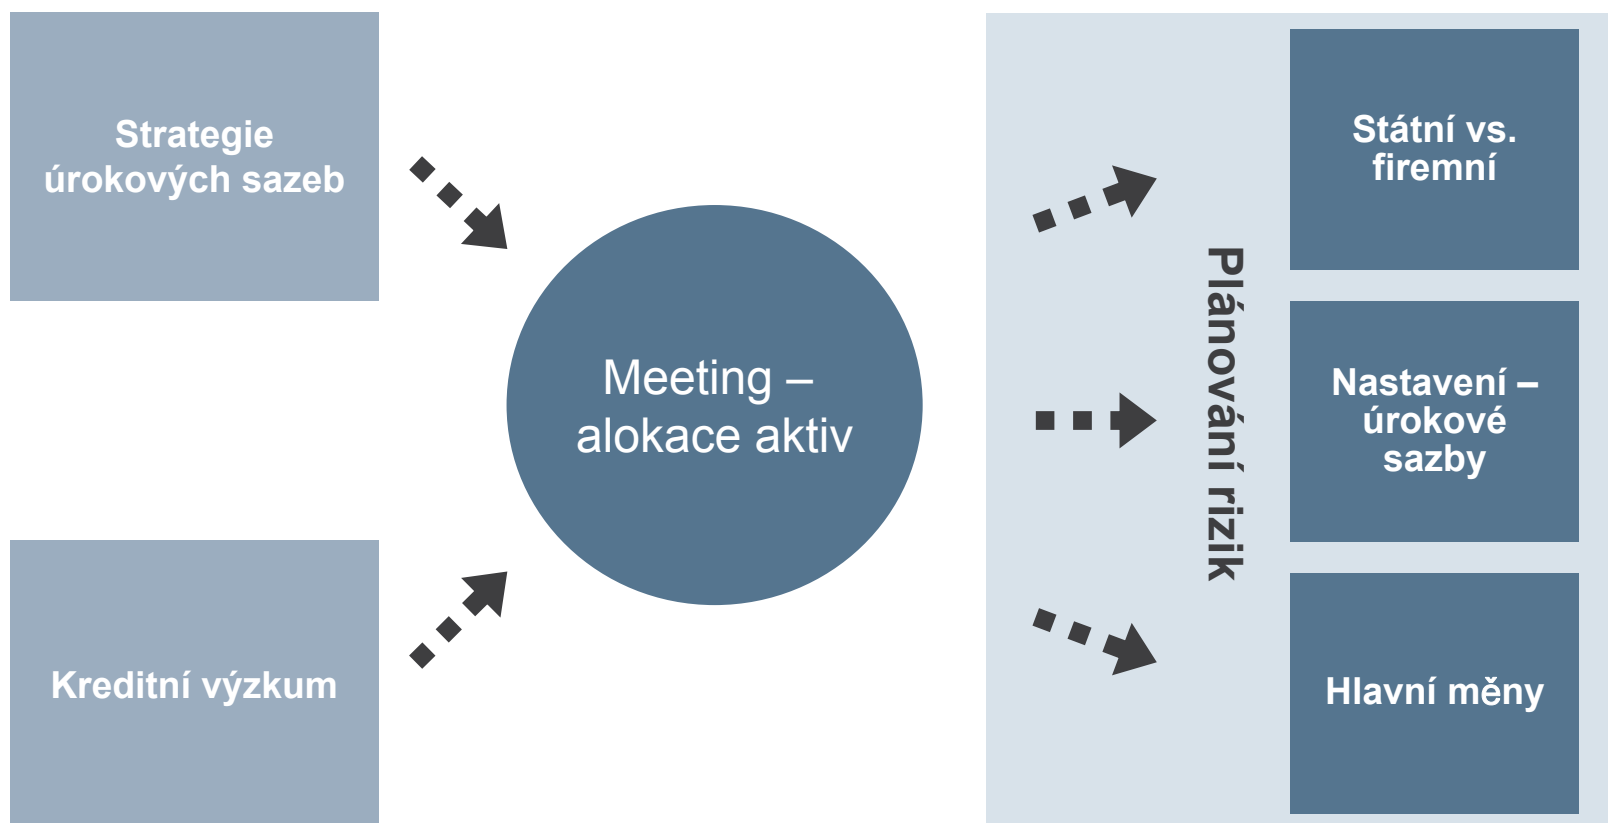 Strategie
úrokových sazeb
Kreditní výzkum
Meeting –
alokace aktiv
Plánování rizik
Státní vs.
firemní
Nastavení –
úrokové
sazby
Hlavní měny